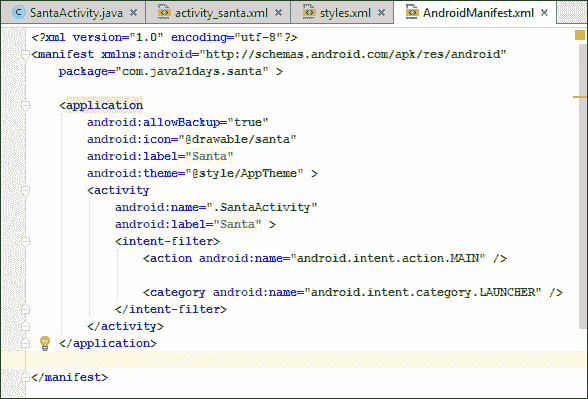 SantaActivity.java activity_santa.xml styles.xml AndroidManifest.xml
<?xml version="1.0" encoding="utf-8"?>
<manifest xmlns:android="http://schemas.android.com/apk/res/android"
    package="com.java21days.santa" >
    <application
        android:allowBackup="true"
        android:icon="@drawable/santa"
        android:label="Santa"
        android:theme="@style/AppTheme" >
        <activity
            android:name=".SantaActivity"
            android:label="Santa" >
            <intent-filter>
                <action android:name="android.intent.action.MAIN" />
                <category android:name="android.intent.category.LAUNCHER" />
            </intent-filter>
        </activity>
    </application>
</manifest>